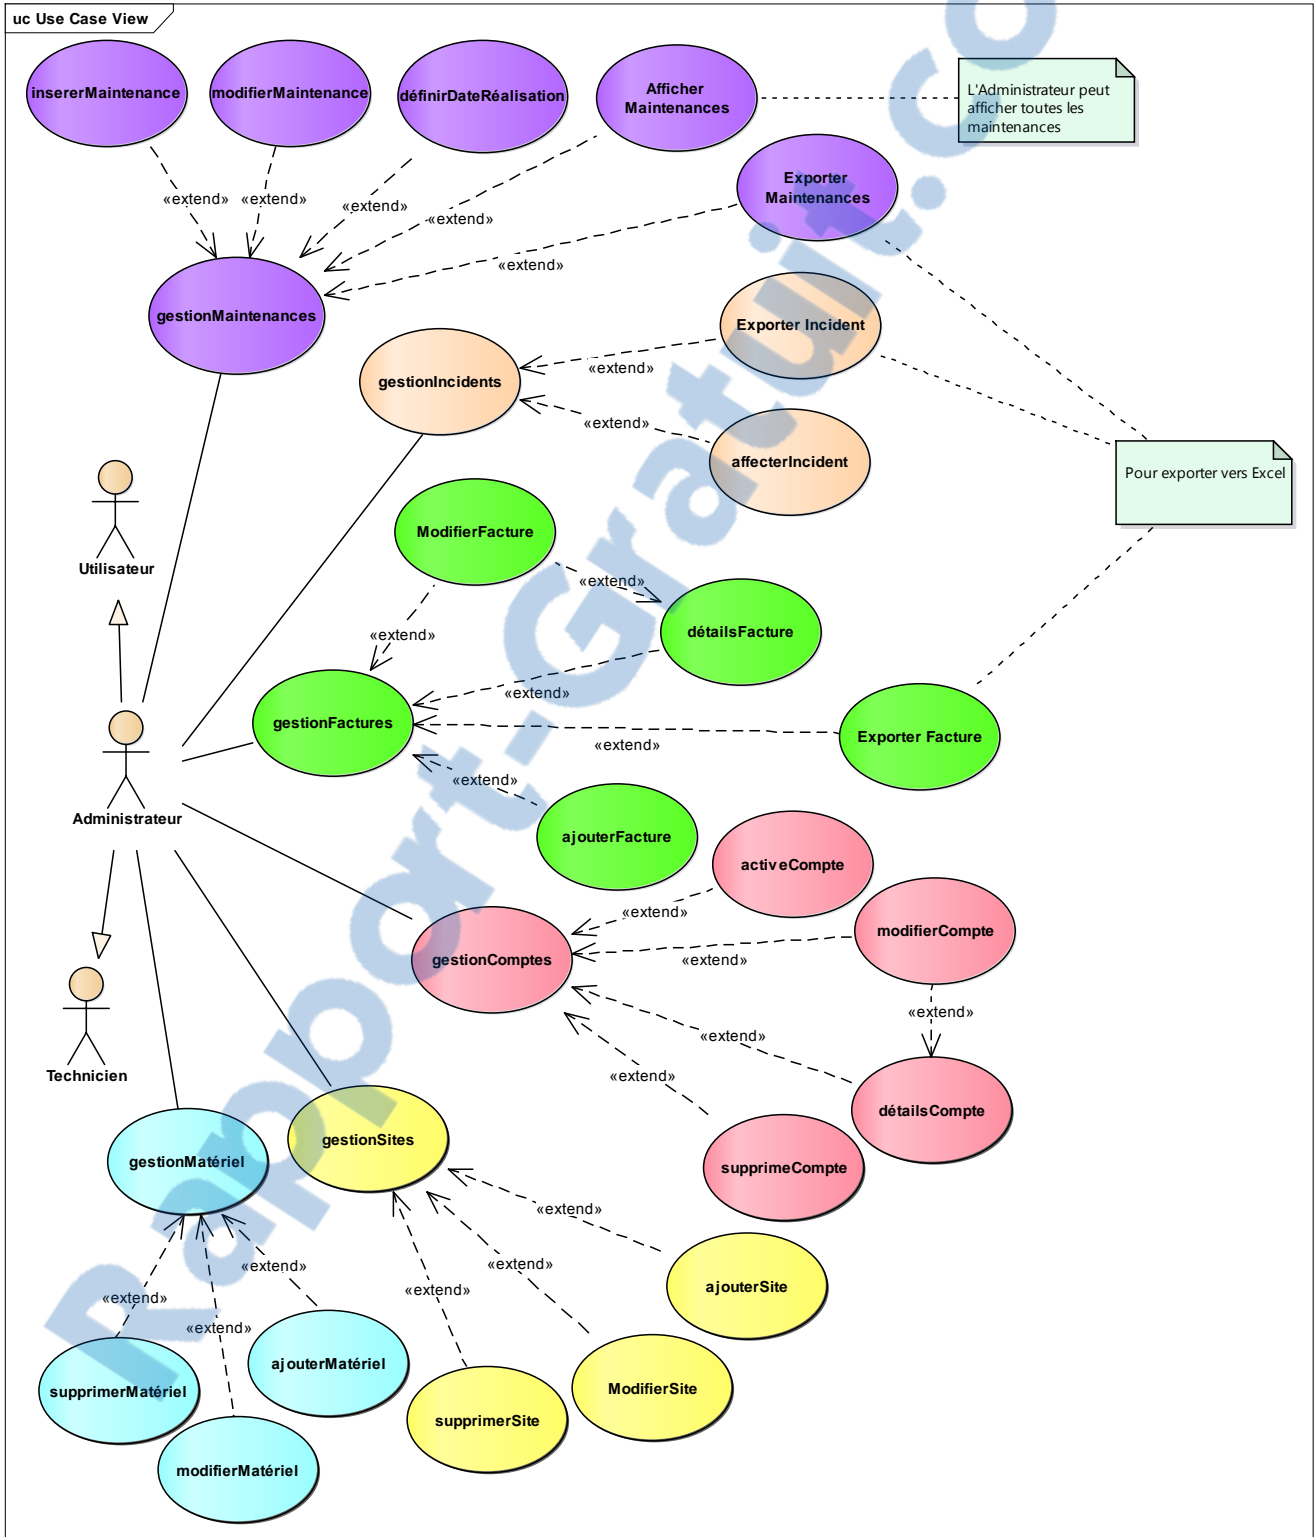 uc Use Case View
insererMaintenance
modifierMaintenance
définirDateRéalisation
Afficher
Maintenances
L'Administrateur peut
afficher toutes les
maintenances
Exporter
Maintenances
«extend»
«extend»
«extend»
«extend»
«extend»
gestionMaintenances
Exporter Incident
gestionIncidents
«extend»
«extend»
affecterIncident
Pour exporter vers Excel
Utilisateur
ModifierFacture
«extend»
détailsFacture
«extend»
«extend»
gestionFactures
Exporter Facture
«extend»
«extend»
Administrateur
ajouterFacture
activeCompte
«extend»
modifierCompte
gestionComptes
«extend»
«extend»
«extend»
«extend»
Technicien
détailsCompte
gestionSites
gestionMatériel
supprimeCompte
«extend»
«extend»
«extend»
«extend»
«extend»
«extend»
ajouterSite
ajouterMatériel
supprimerMatériel
ModifierSite
supprimerSite
modifierMatériel
Rapport-Gratuit.co